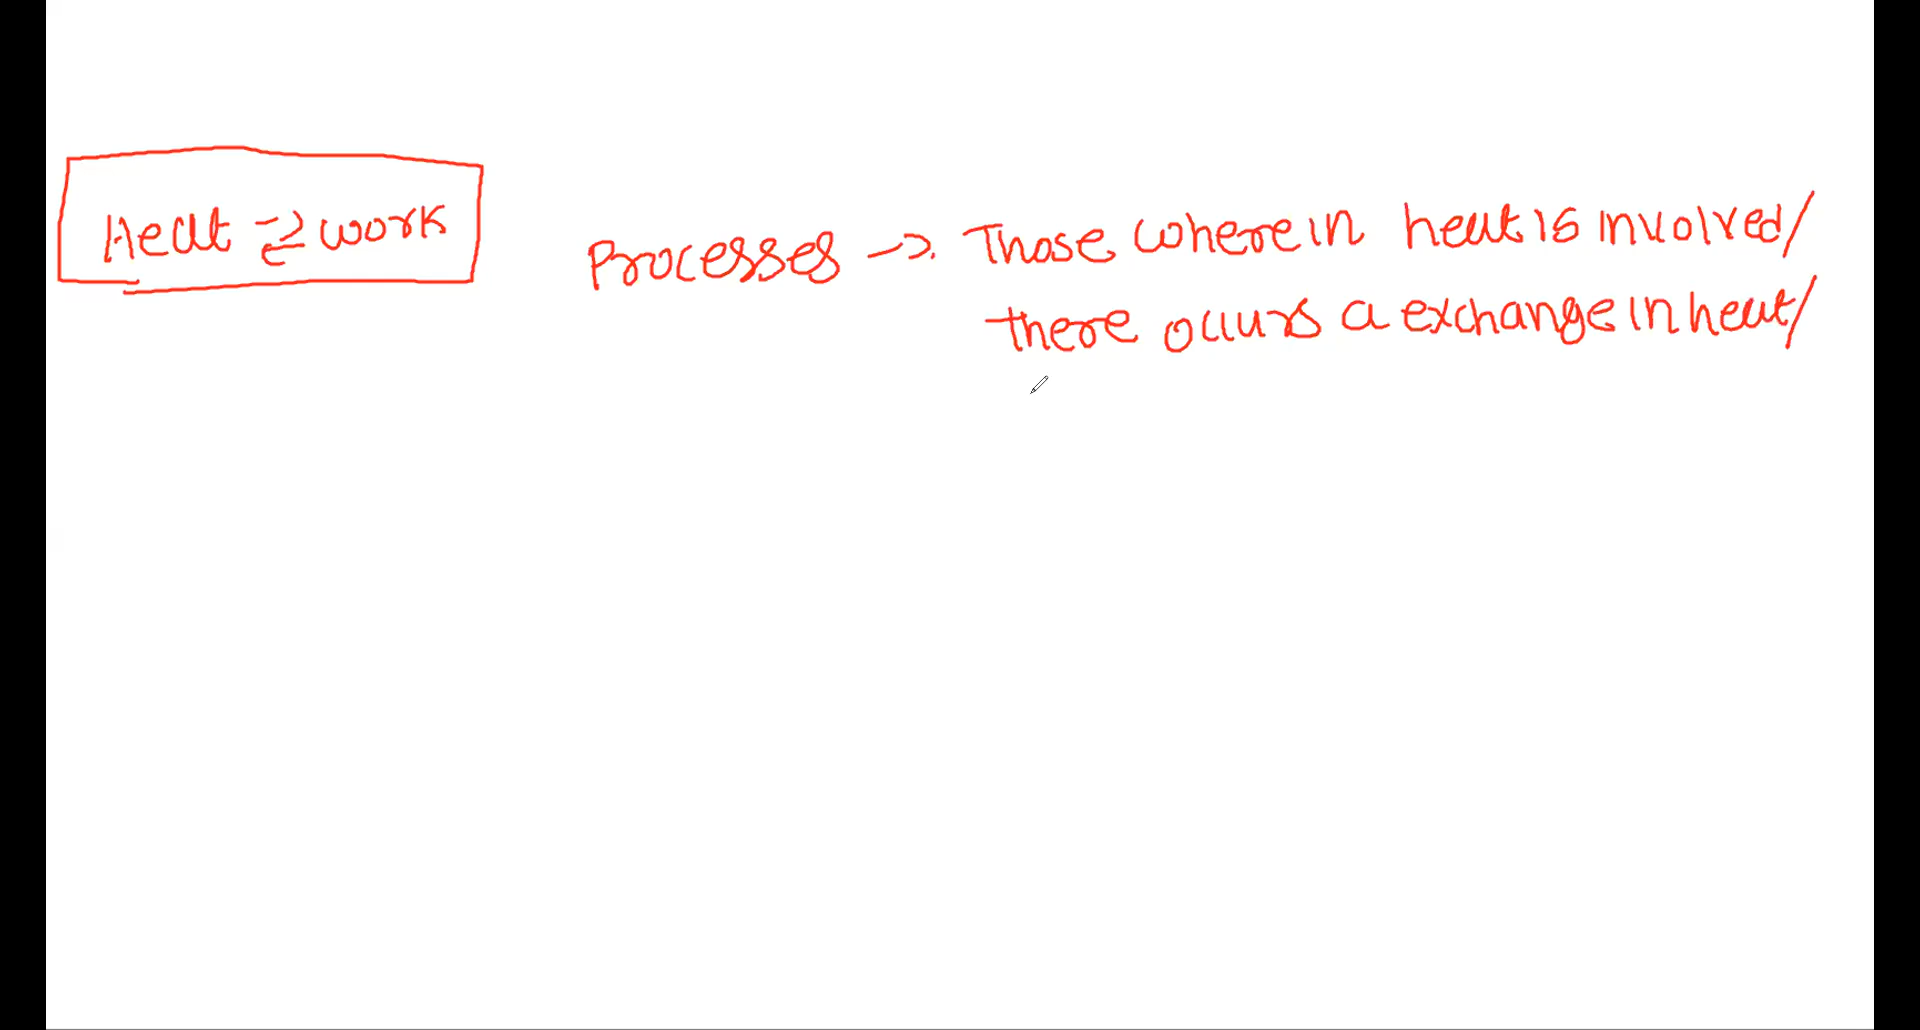 Heat ⇄ work
Processes → Those wherein heat is involved/
there occurs a exchange in heat/